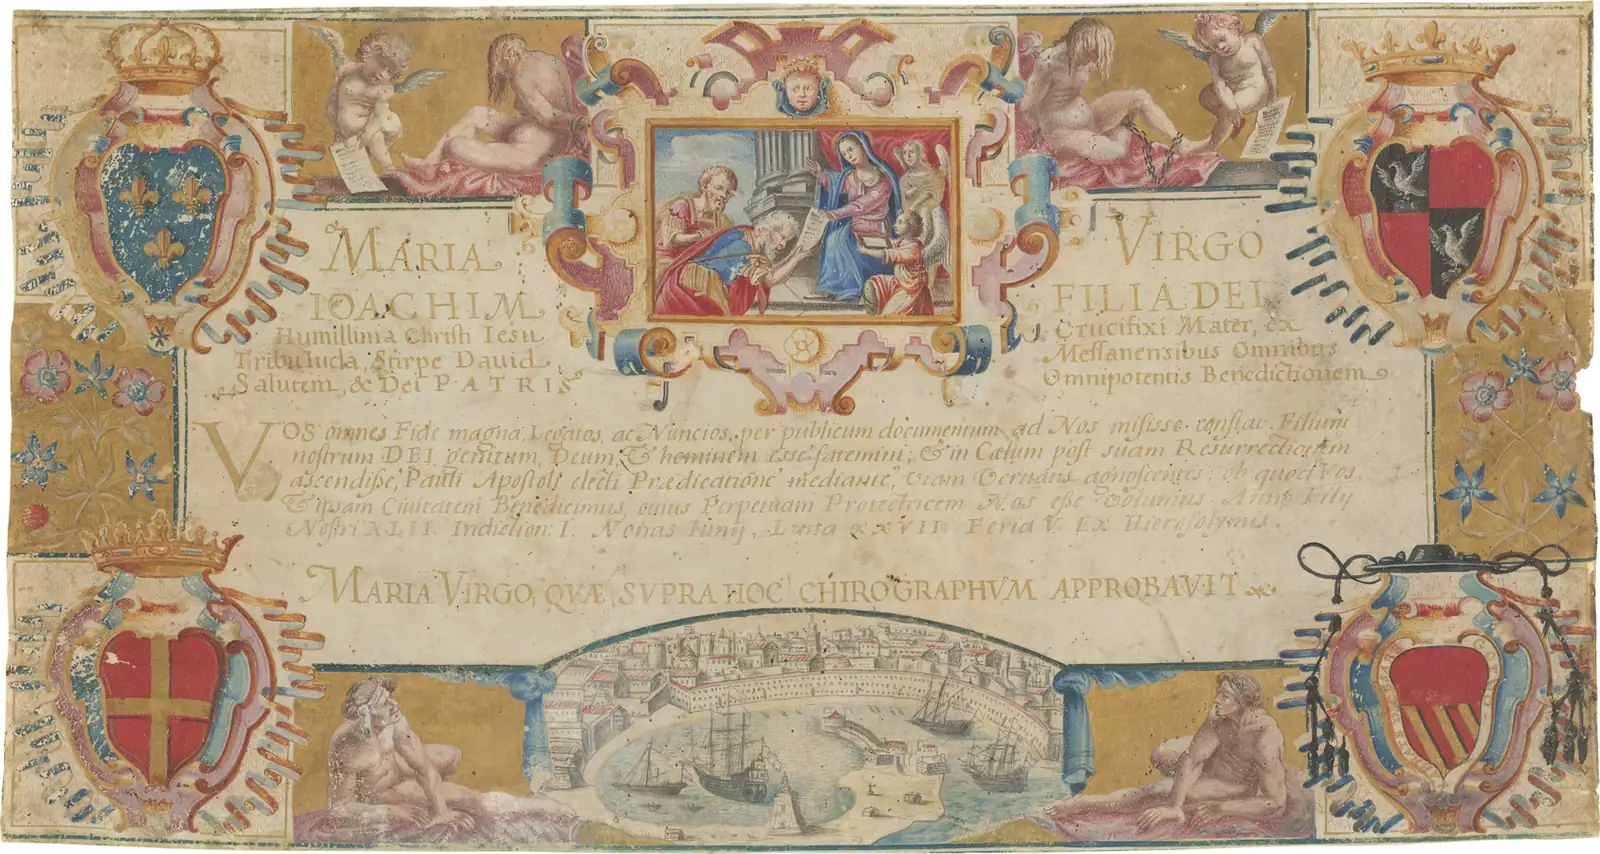 MARIA VIRGO
IOACHIM FILIA DEI
Humillima Christi Iesu Crucifixi Mater, ex
Tribu Iuda, Stirpe David Messanensibus Omnibus
Salutem, & Dei PATRIS Omnipotentis Benedictionem
VOS omnes Fide magna Legatos, ac Nuncios, per publicum documentum ad Nos misisse constat. Filium
nostrum DEI genitum, Deum, & hominem esse fatemini, & in Cœlum post suam Resurrectionem
ascendisse, Pauli Apostoli electi Prædicatione mediante, viam veritatis agnoscentes, ob quod Vos,
& ipsam Civitatem Benedicimus, cuius Perpetuam Protectricem Nos esse volumus, Anno Filij
Nostri XLII Indiction: I. Nonas Iunij, Luna XXVII Feria V. Ex Hierosolymis.
MARIA VIRGO, QVÆ SVPRA HOC CHIROGRAPHVM APPROBAVIT